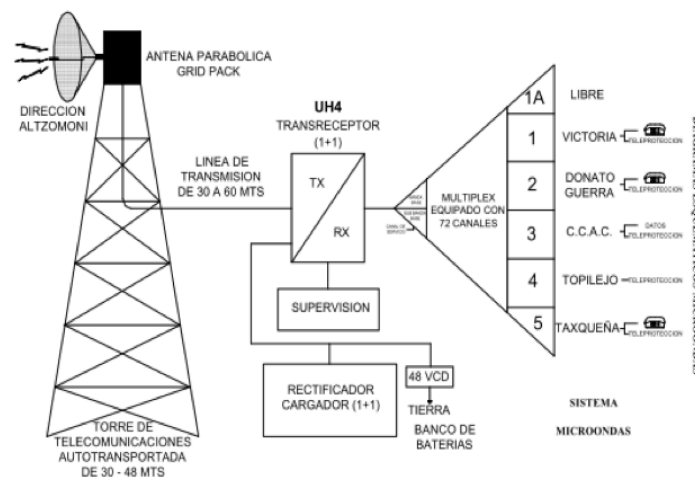 ANTENA PARABOLICA
GRID PACK
DIRECCION
ALTZOMONI
LINEA DE
TRANSMISION
DE 30 A 60 MTS
UH4
TRANSRECEPTOR
(1+1)
TX
RX
SUPERVISION
RECTIFICADOR
CARGADOR (1+1)
48 VCD
TIERRA
BANCO DE
BATERIAS
TORRE DE
TELECOMUNICACIONES
AUTOTRANSPORTADA
DE 30 - 48 MTS
MULTIPLEX
EQUIPADO CON
72 CANALES
1A
LIBRE
1
VICTORIA
TELEPROTECCION
2
DONATO
GUERRA
TELEPROTECCION
3
C.C.A.C.
DATOS
TELEPROTECCION
4
TOPILEJO
TELEPROTECCION
5
TAXQUEÑA
TELEPROTECCION
SISTEMA
MICROONDAS